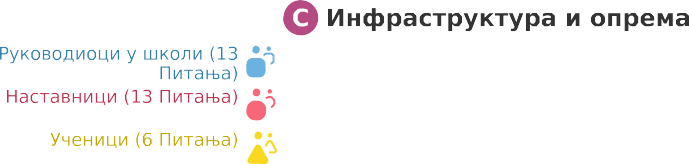 C Инфраструктура и опрема
Руководиоци у школи (13
Питања)
Наставници (13 Питања)
Ученици (6 Питања)